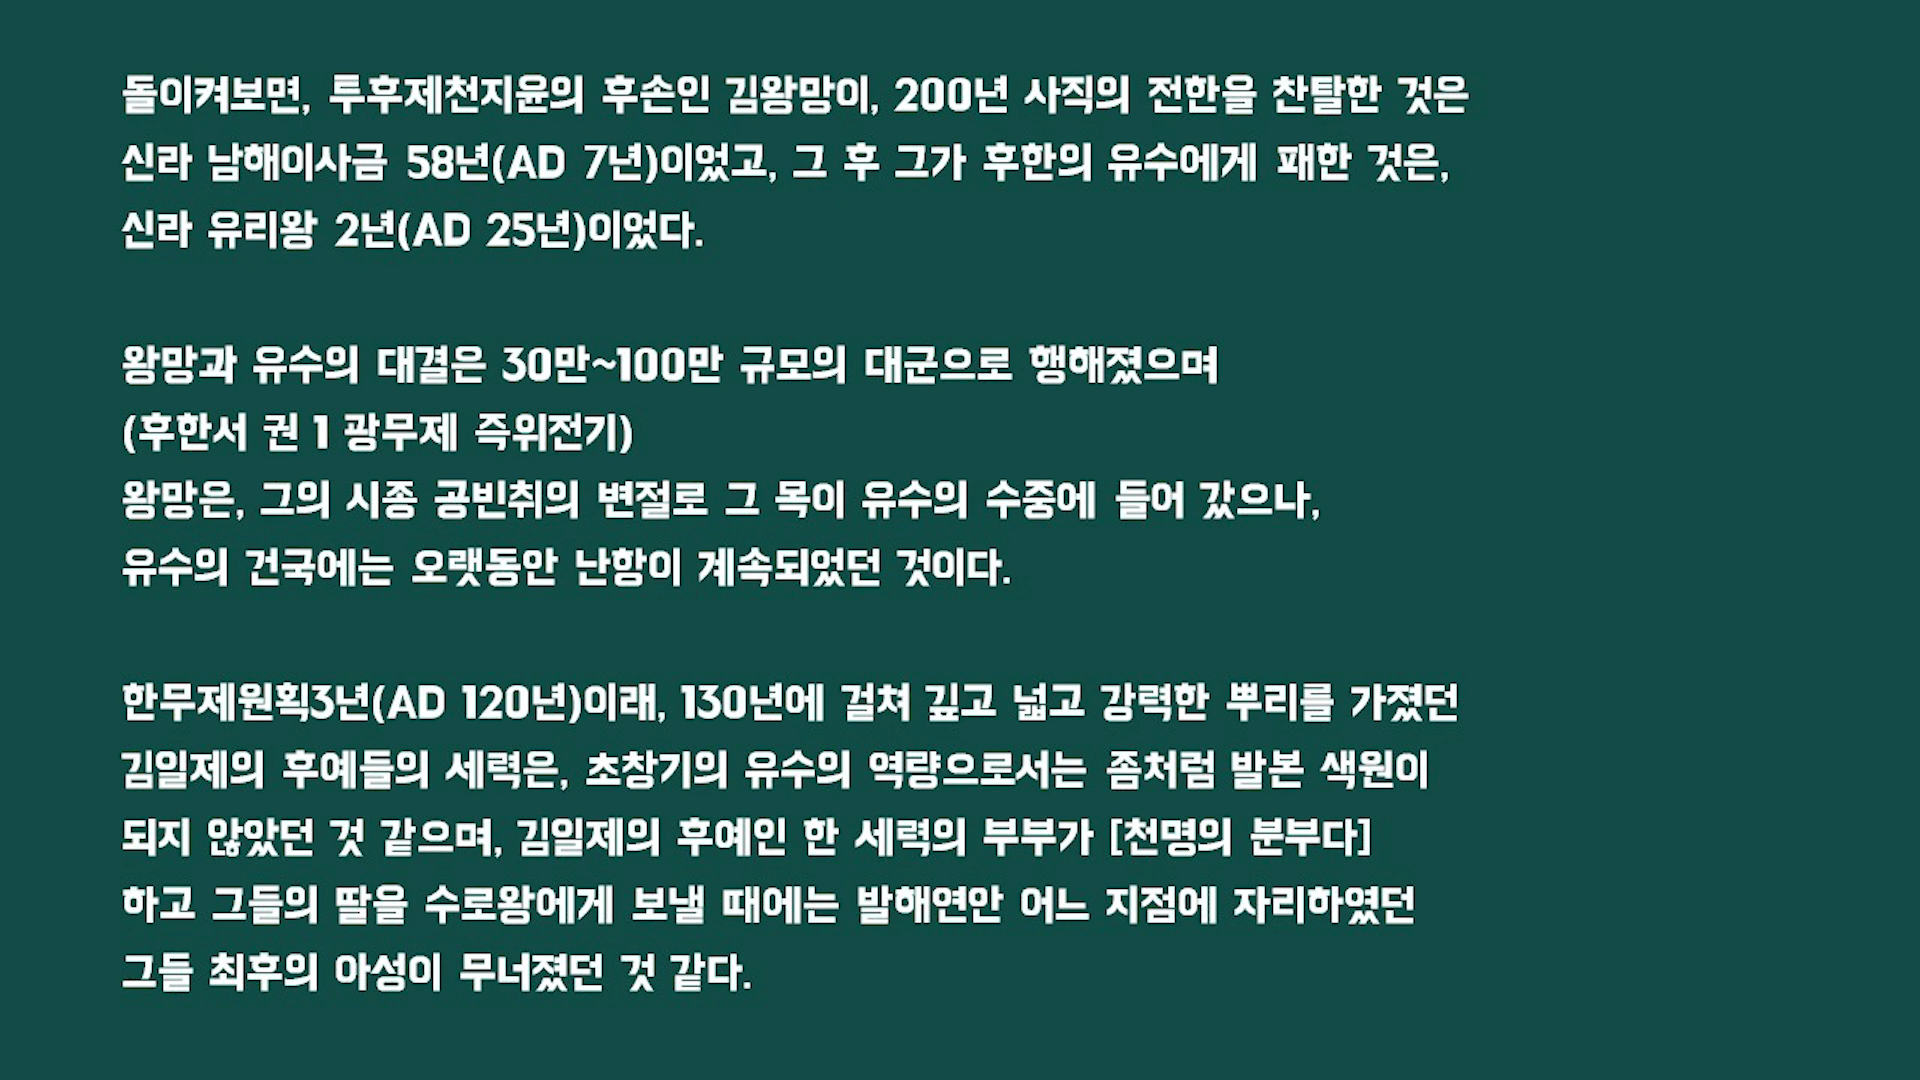 돌이켜보면, 투후제천지윤의 후손인 김왕망이, 200년 사직의 전한을 찬탈한 것은
신라 남해이사금 58년(AD 7년)이었고, 그 후 그가 후한의 유수에게 패한 것은,
신라 유리왕 2년(AD 25년)이었다.
왕망과 유수의 대결은 30만~100만 규모의 대군으로 행해졌으며
(후한서 권 1 광무제 즉위전기)
왕망은, 그의 시종 공빈취의 변절로 그 목이 유수의 수중에 들어 갔으나,
유수의 건국에는 오랫동안 난항이 계속되었던 것이다.
한무제원획3년(AD 120년)이래, 130년에 걸쳐 깊고 넓고 강력한 뿌리를 가졌던
김일제의 후예들의 세력은, 초창기의 유수의 역량으로서는 좀처럼 발본 색원이
되지 않았던 것 같으며, 김일제의 후예인 한 세력의 부부가 [천명의 분부다]
하고 그들의 딸을 수로왕에게 보낼 때에는 발해연안 어느 지점에 자리하였던
그들 최후의 아성이 무너졌던 것 같다.